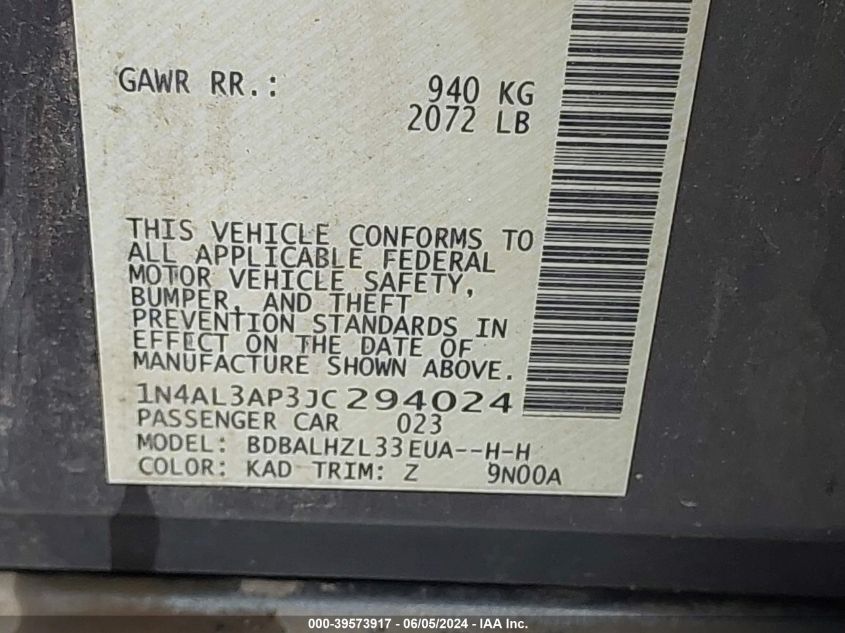 GAWR RR.: 940 KG
2072 LB
THIS VEHICLE CONFORMS TO
ALL APPLICABLE FEDERAL
MOTOR VEHICLE SAFETY,
BUMPER, AND THEFT
PREVENTION STANDARDS IN
EFFECT ON THE DATE OF
MANUFACTURE SHOWN ABOVE.
1N4AL3AP3JC294024
PASSENGER CAR 023
MODEL: BDBALHZL33EUA--H-H
COLOR: KAD TRIM: Z 9N00A
000-39573917 | 06/05/2024 - IAA Inc.